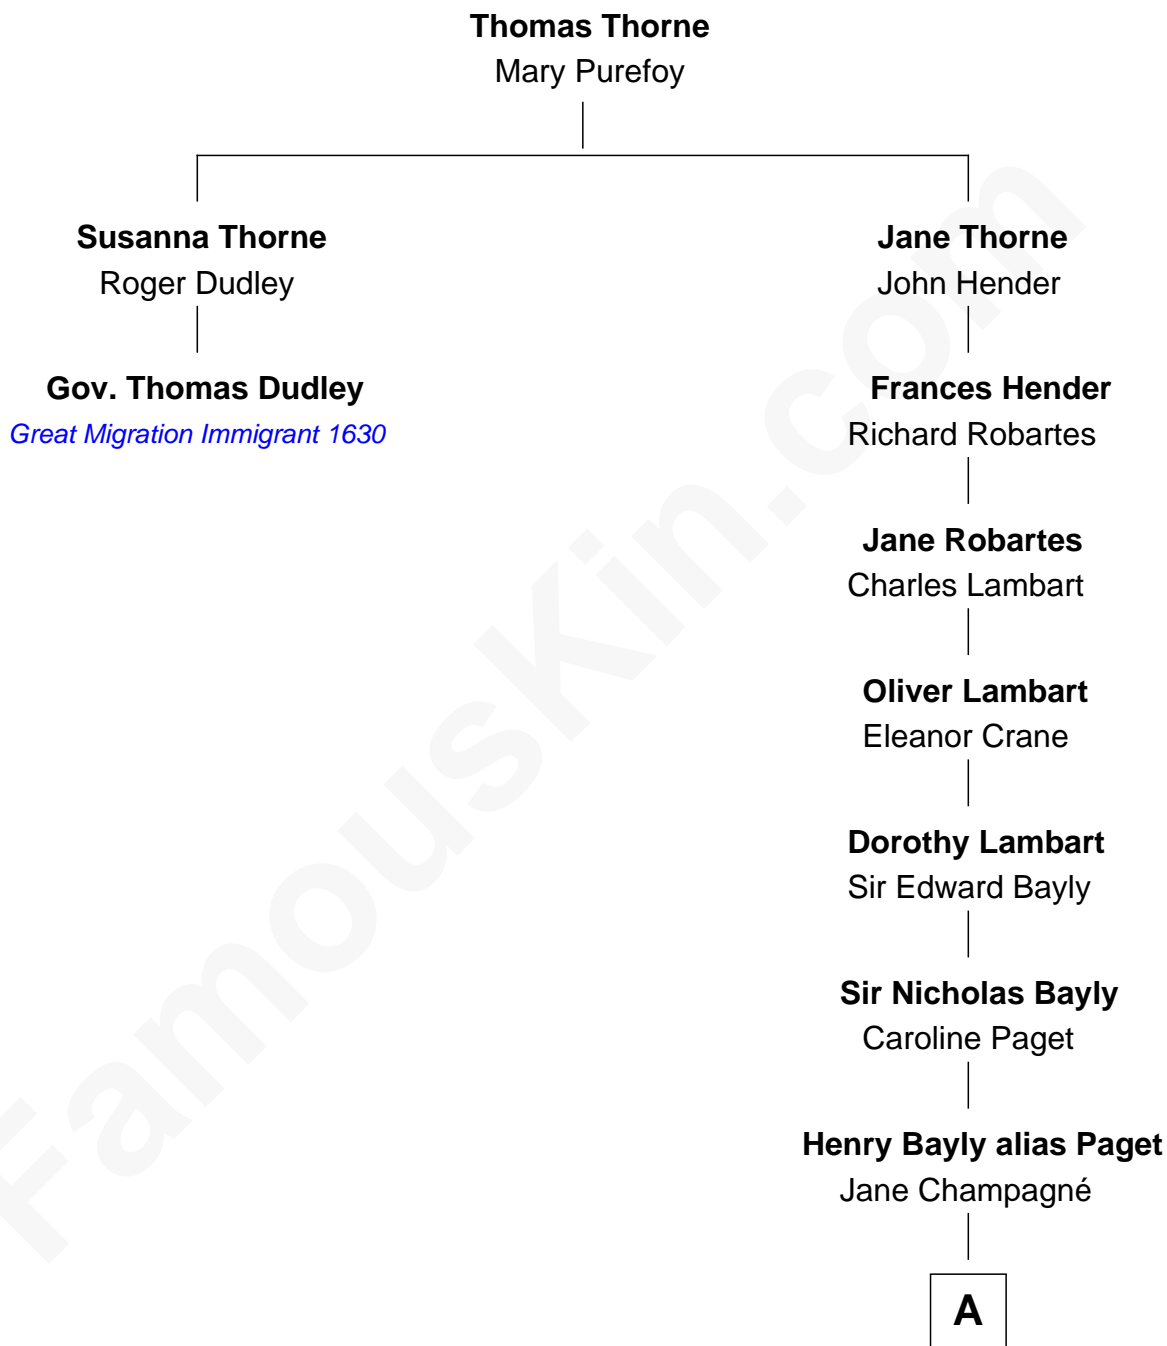 Thomas Thorne
Mary Purefoy
Susanna Thorne
Roger Dudley
Jane Thorne
John Hender
Gov. Thomas Dudley
Great Migration Immigrant 1630
Frances Hender
Richard Robartes
Jane Robartes
Charles Lambart
Oliver Lambart
Eleanor Crane
Dorothy Lambart
Sir Edward Bayly
Sir Nicholas Bayly
Caroline Paget
Henry Bayly alias Paget
Jane Champagné
A
FamousKin.com